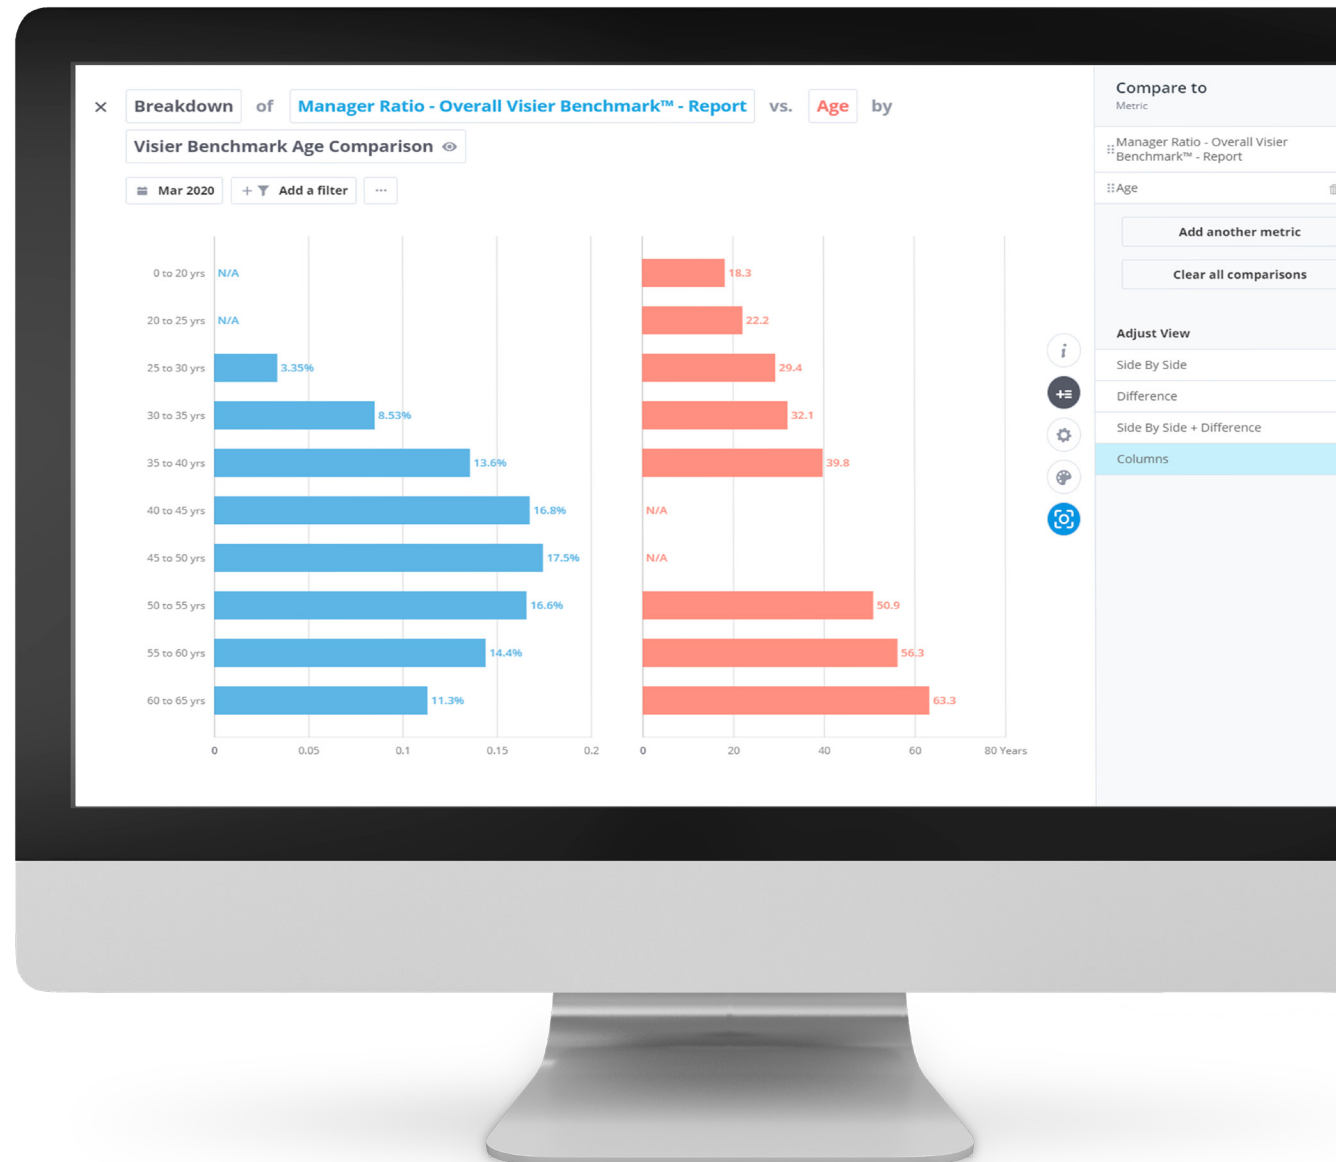 Breakdown of Manager Ratio - Overall Visier Benchmark™ - Report vs. Age by
Visier Benchmark Age Comparison
Mar 2020 + Add a filter ...
0 to 20 yrs N/A 18.3
20 to 25 yrs N/A 22.2
25 to 30 yrs 3.35% 29.4
30 to 35 yrs 8.53% 32.1
35 to 40 yrs 13.6% 39.8
40 to 45 yrs 16.8% N/A
45 to 50 yrs 17.5% N/A
50 to 55 yrs 16.6% 50.9
55 to 60 yrs 14.4% 56.3
60 to 65 yrs 11.3% 63.3
0 0.05 0.1 0.15 0.2 0 20 40 60 80 Years
Compare to
Metric
Manager Ratio - Overall Visier
Benchmark™ - Report
Age
Add another metric
Clear all comparisons
Adjust View
Side By Side
Difference
Side By Side + Difference
Columns